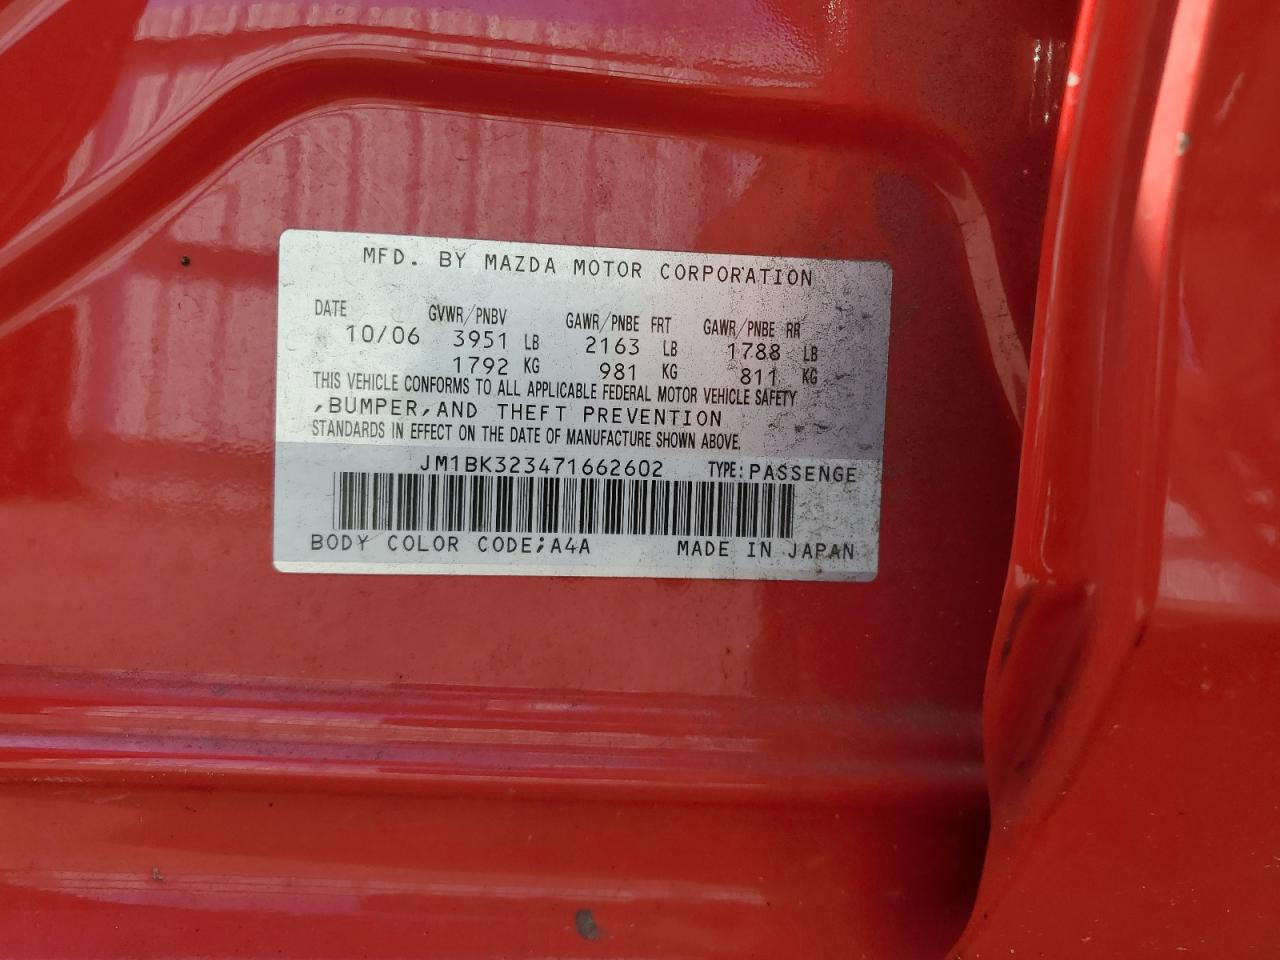 MFD. BY MAZDA MOTOR CORPORATION
DATE GVWR/PNBV GAWR/PNBE FRT GAWR/PNBE RR
10/06 3951 LB 2163 LB 1788 LB
1792 KG 981 KG 811 KG
THIS VEHICLE CONFORMS TO ALL APPLICABLE FEDERAL MOTOR VEHICLE SAFETY
,BUMPER,AND THEFT PREVENTION
STANDARDS IN EFFECT ON THE DATE OF MANUFACTURE SHOWN ABOVE.
JM1BK323471662602 TYPE:PASSENGE
BODY COLOR CODE;A4A MADE IN JAPAN